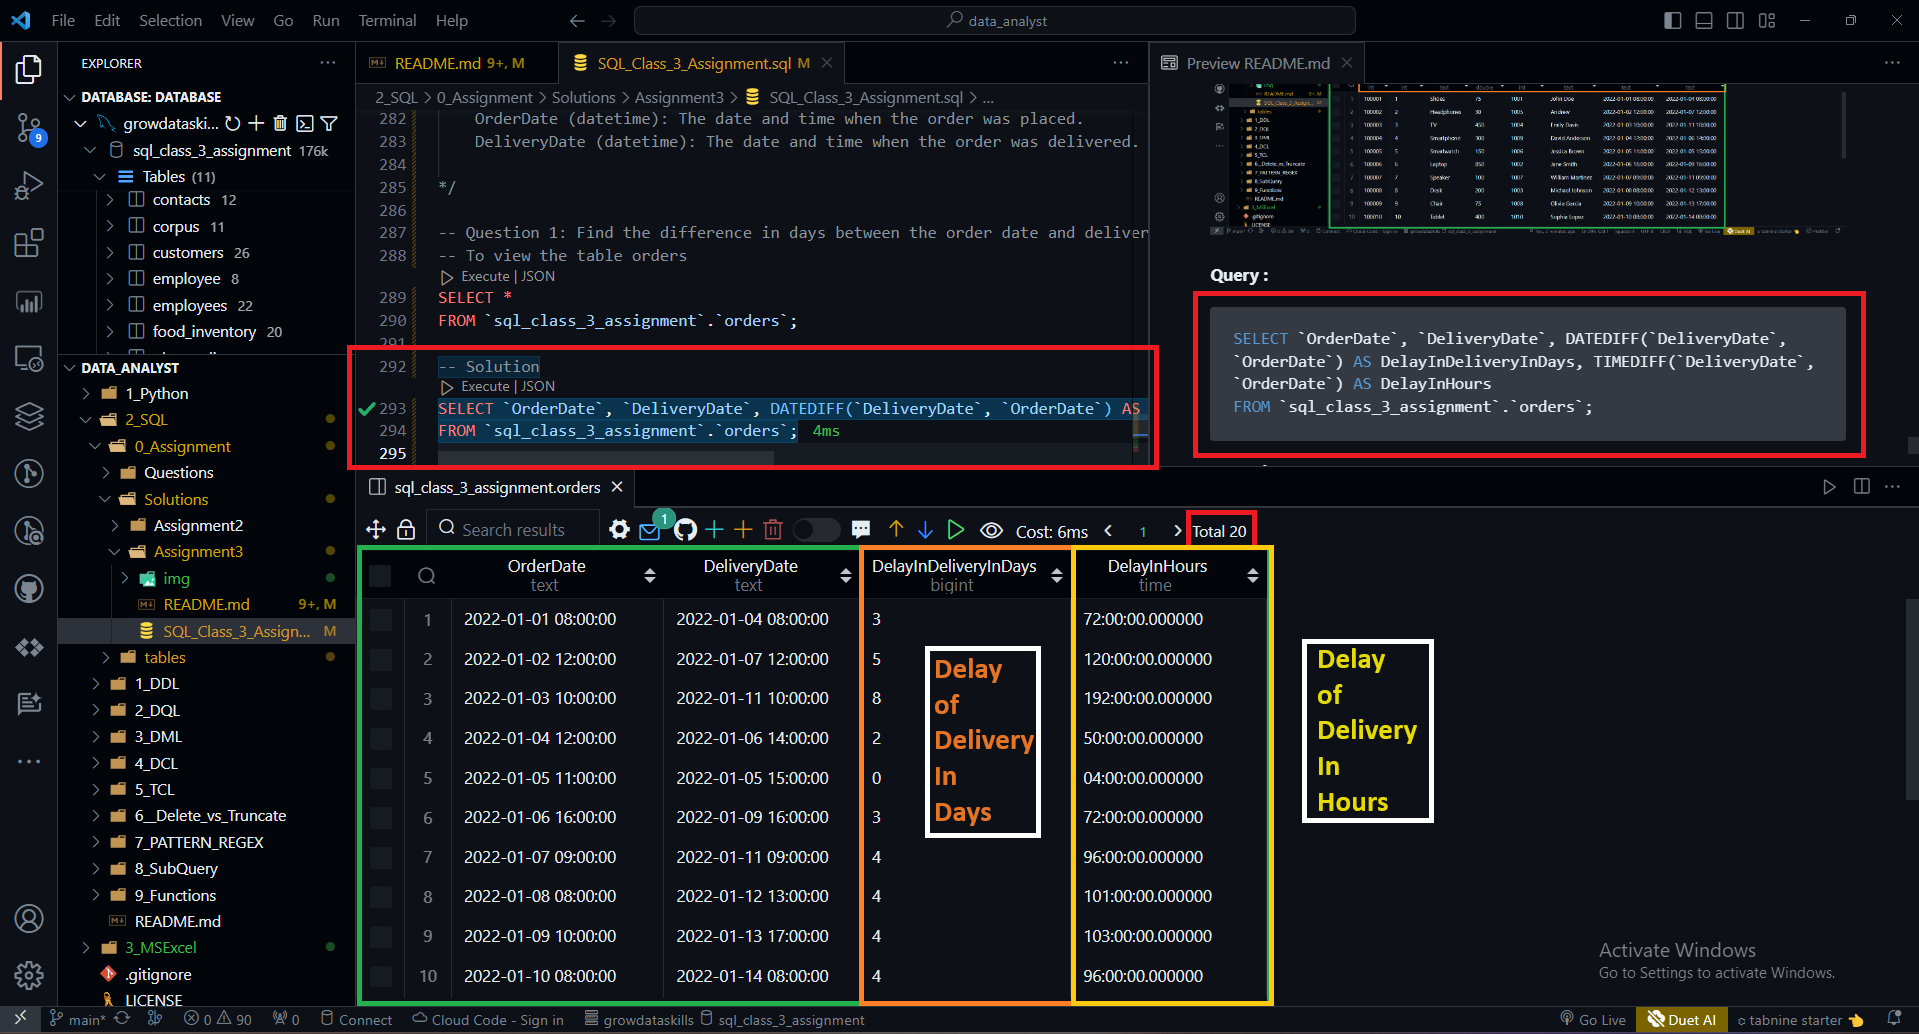 File Edit Selection View Go Run Terminal Help
data_analyst
EXPLORER
DATABASE: DATABASE
growdataski...
sql_class_3_assignment 176k
Tables (11)
contacts 12
corpus 11
customers 26
employee 8
employees 22
food_inventory 20
DATA_ANALYST
1_Python
2_SQL
0_Assignment
Questions
Solutions
Assignment2
Assignment3
img
README.md 9+, M
SQL_Class_3_Assign... M
tables
1_DDL
2_DQL
3_DML
4_DCL
5_TCL
6__Delete_vs_Truncate
7_PATTERN_REGEX
8_SubQuery
9_Functions
README.md
3_MSExcel
.gitignore
LICENSE
9
README.md 9+, M
SQL_Class_3_Assignment.sql M
2_SQL > 0_Assignment > Solutions > Assignment3 > SQL_Class_3_Assignment.sql > ...
282 OrderDate (datetime): The date and time when the order was placed.
283 DeliveryDate (datetime): The date and time when the order was delivered.
284
285 */
286
287 -- Question 1: Find the difference in days between the order date and deliver
288 -- To view the table orders
Execute | JSON
289 SELECT *
290 FROM `sql_class_3_assignment`.`orders`;
291
292 -- Solution
Execute | JSON
293 SELECT `OrderDate`, `DeliveryDate`, DATEDIFF(`DeliveryDate`, `OrderDate`) AS
294 FROM `sql_class_3_assignment`.`orders`; 4ms
295
Preview README.md
Query :
SELECT `OrderDate`, `DeliveryDate`, DATEDIFF(`DeliveryDate`,
`OrderDate`) AS DelayInDeliveryInDays, TIMEDIFF(`DeliveryDate`,
`OrderDate`) AS DelayInHours
FROM `sql_class_3_assignment`.`orders`;
sql_class_3_assignment.orders
Search results
1
Cost: 6ms
1
Total 20
OrderDate DeliveryDate DelayInDeliveryInDays DelayInHours
text text bigint time
1 2022-01-01 08:00:00 2022-01-04 08:00:00 3 72:00:00.000000
2 2022-01-02 12:00:00 2022-01-07 12:00:00 5 120:00:00.000000
3 2022-01-03 10:00:00 2022-01-11 10:00:00 8 192:00:00.000000
4 2022-01-04 12:00:00 2022-01-06 14:00:00 2 50:00:00.000000
5 2022-01-05 11:00:00 2022-01-05 15:00:00 0 04:00:00.000000
6 2022-01-06 16:00:00 2022-01-09 16:00:00 3 72:00:00.000000
7 2022-01-07 09:00:00 2022-01-11 09:00:00 4 96:00:00.000000
8 2022-01-08 08:00:00 2022-01-12 13:00:00 4 101:00:00.000000
9 2022-01-09 10:00:00 2022-01-13 17:00:00 4 103:00:00.000000
10 2022-01-10 08:00:00 2022-01-14 08:00:00 4 96:00:00.000000
Delay
of
Delivery
In
Days
Delay
of
Delivery
In
Hours
Activate Windows
Go to Settings to activate Windows.
main* 0 90 0 Connect Cloud Code - Sign in growdataskills sql_class_3_assignment Go Live Duet AI tabnine starter